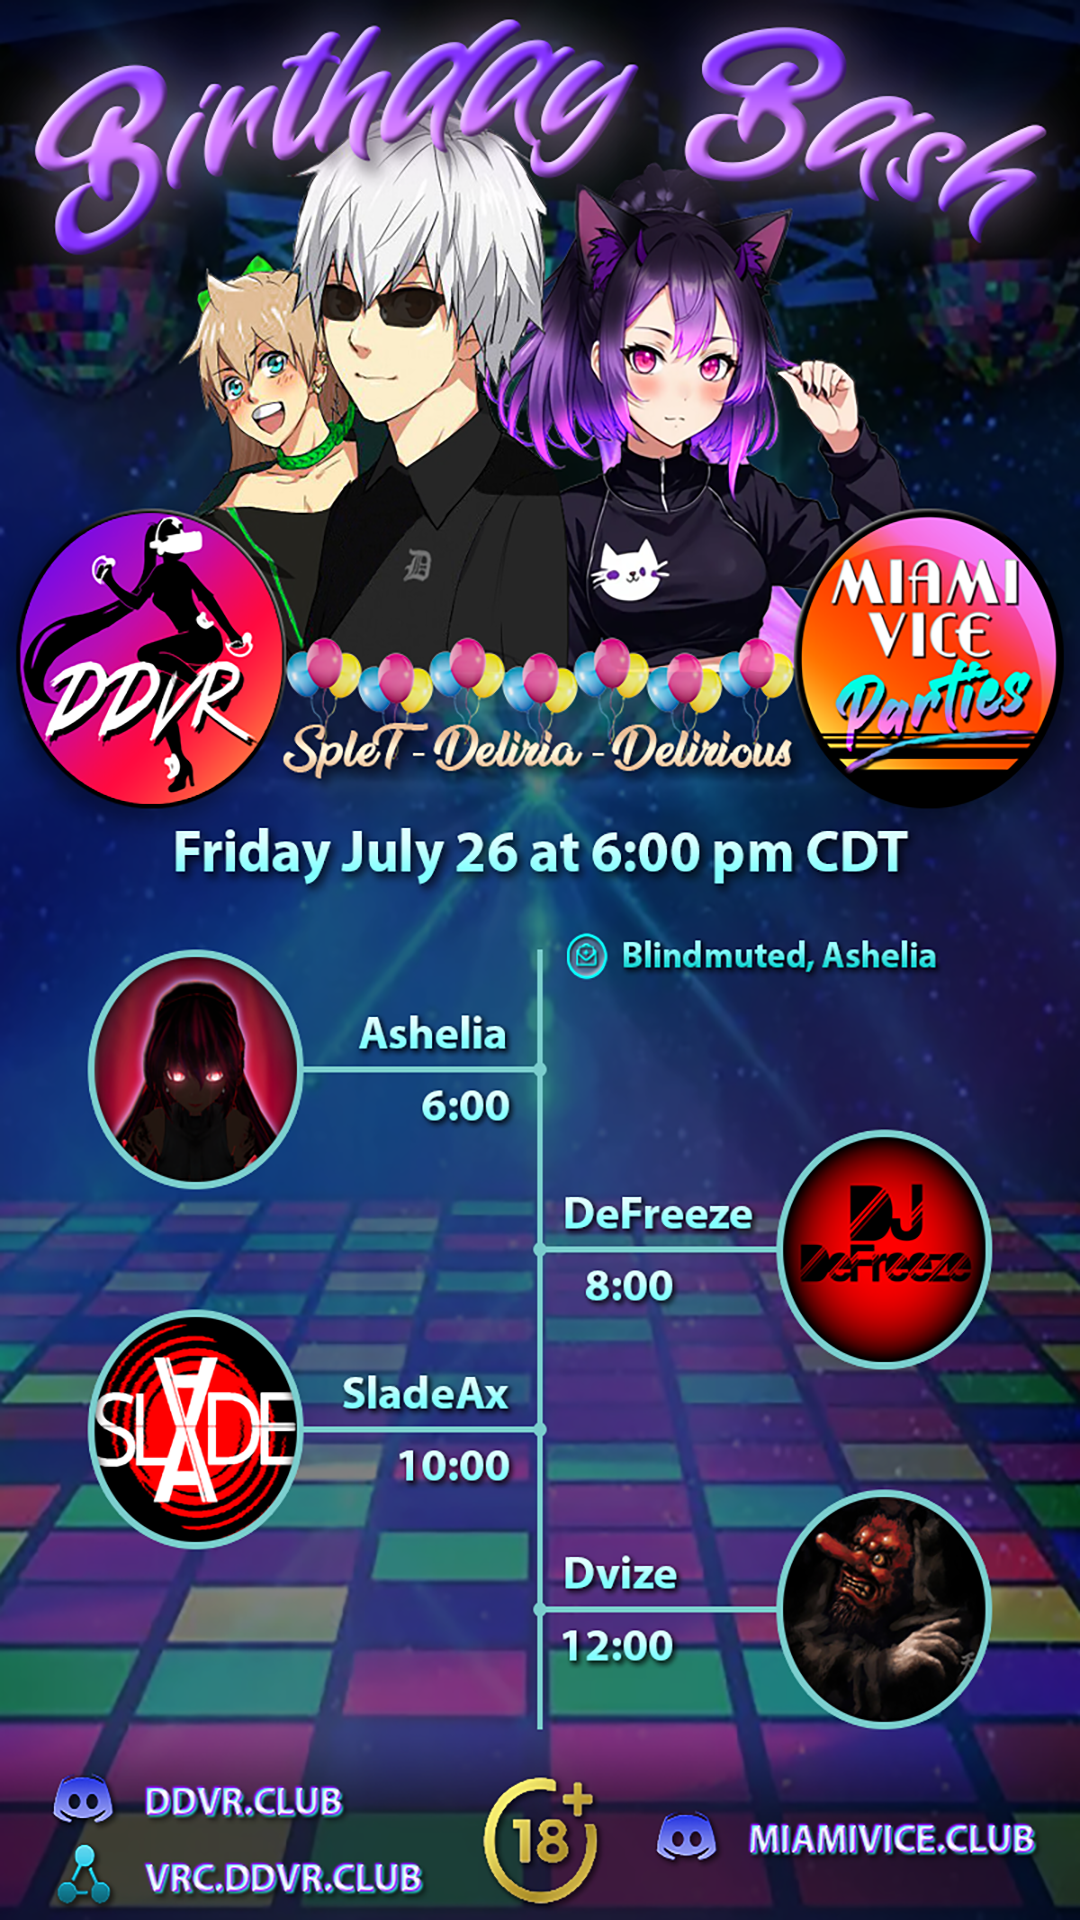 Birthday Bash
D
DDVR
MIAMI
VICE
Parties
SpleT - Deliria - Delirious
Friday July 26 at 6:00 pm CDT
Blindmuted, Ashelia
Ashelia
6:00
DeFreeze
8:00
DJ
DeFreeze
SladeAx
10:00
SLADE
Dvize
12:00
DDVR.CLUB
VRC.DDVR.CLUB
18+
MIAMIVICE.CLUB